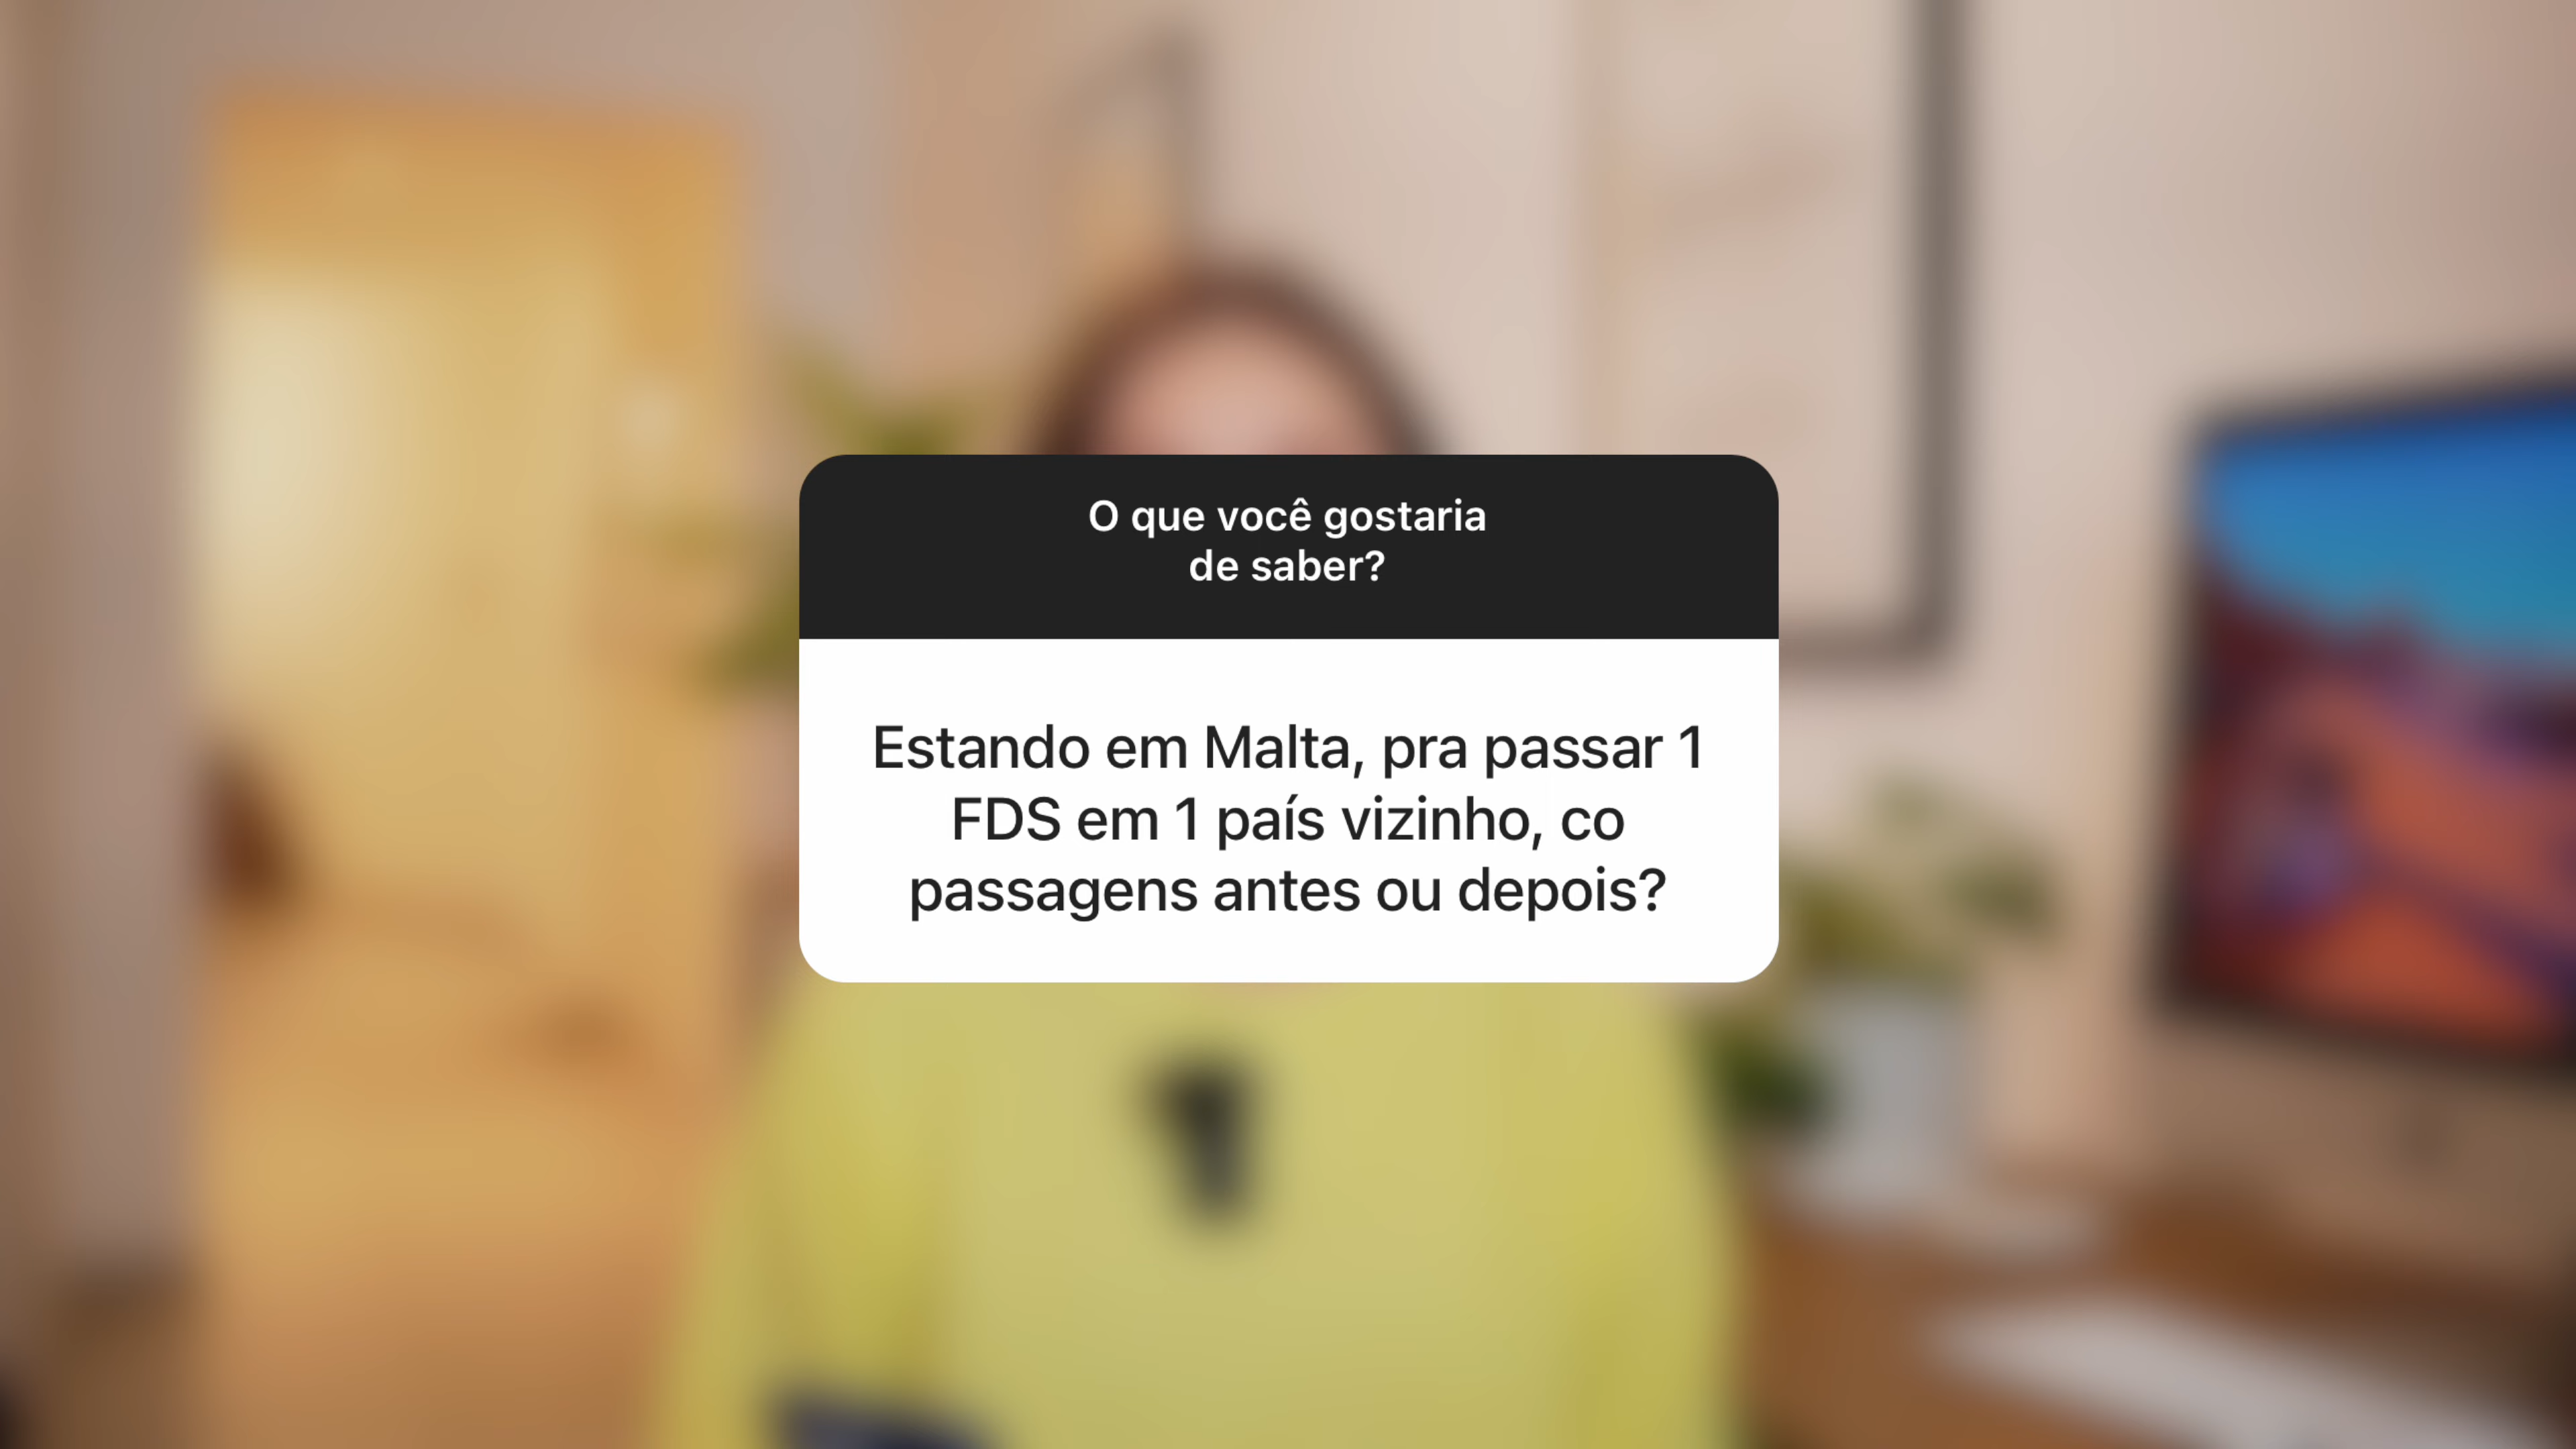 O que você gostaria
de saber?
Estando em Malta, pra passar 1
FDS em 1 país vizinho, co
passagens antes ou depois?